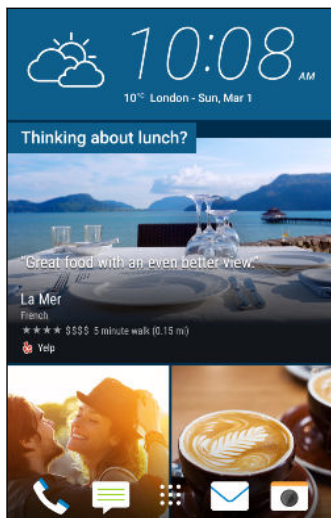 10:08 AM
10°C London - Sun, Mar 1
Thinking about lunch?
"Great food with an even better view."
La Mer
French
★★★★ $$$$ 5 minute walk (0.15 mi)
Yelp